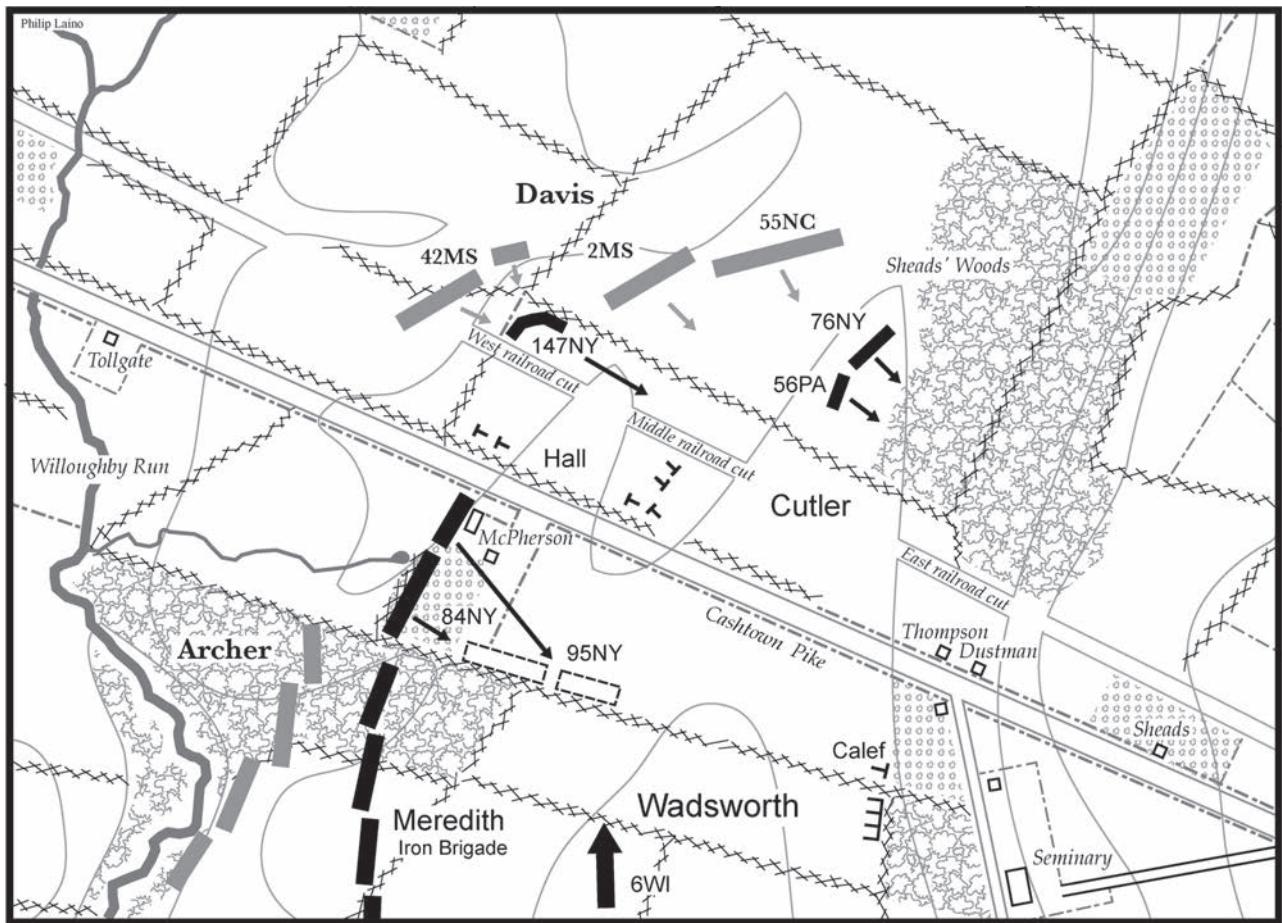 Philip Laino
Davis
55NC
42MS
2MS
Sheads' Woods
76NY
147NY
West railroad cut
56PA
Tollgate
Middle railroad cut
Hall
Willoughby Run
Cutler
McPherson
East railroad cut
84NY
Cashtown Pike
Thompson
Dustman
Archer
95NY
Sheads
Calef
Wadsworth
Meredith
Iron Brigade
Seminary
6WI